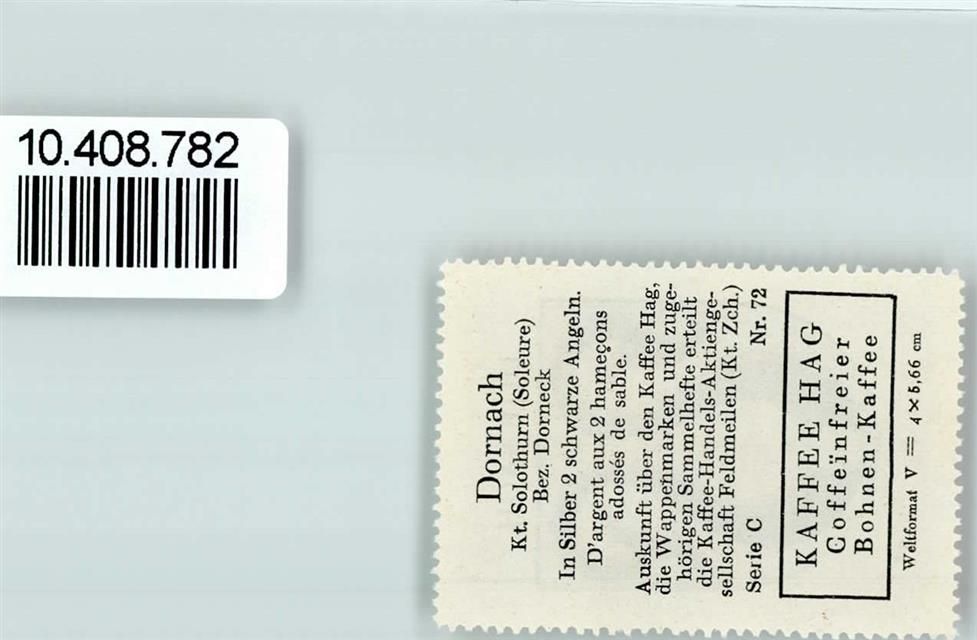 10.408.782
Dornach
Kt. Solothurn (Soleure)
Bez. Dorneck
In Silber 2 schwarze Angeln.
D'argent aux 2 hameçons
adossés de sable.
Auskunft über den Kaffee Hag,
die Wappenmarken und zuge-
hörigen Sammelhefte erteilt
die Kaffee-Handels-Aktienge-
sellschaft Feldmeilen (Kt. Zch.)
Serie C Nr. 72
KAFFEE HAG
Coffeïnfreier
Bohnen-Kaffee
Weltformat V = 4 × 5,66 cm